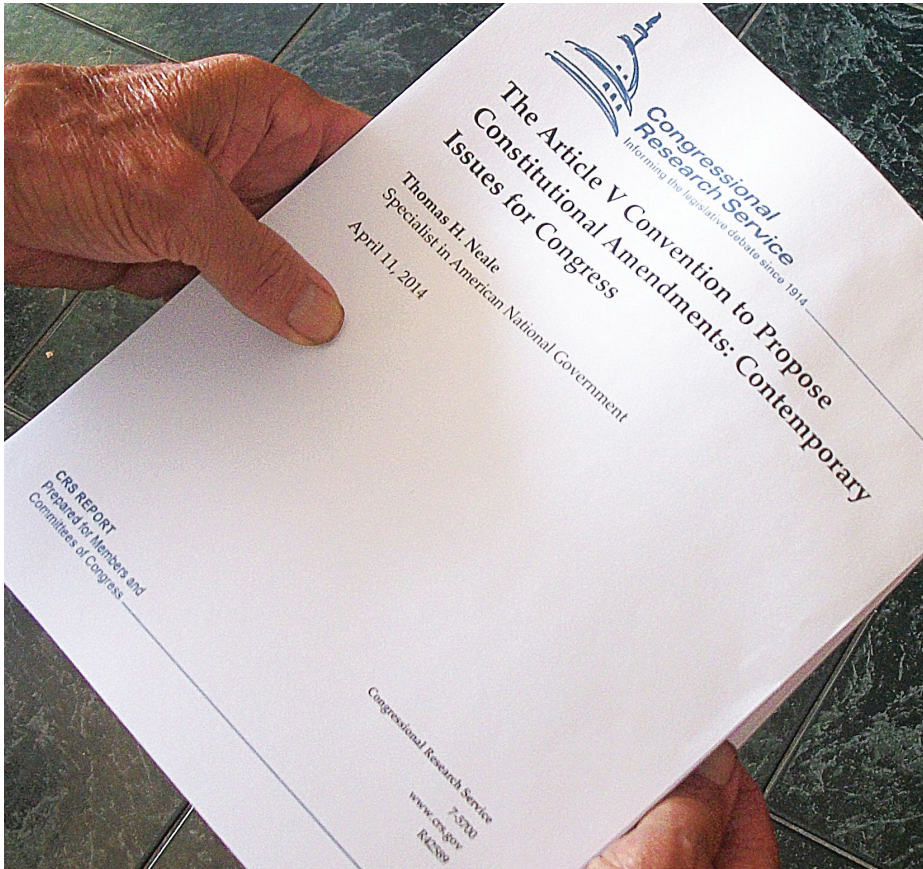 Congressional
Research Service
Informing the legislative debate since 1914
The Article V Convention to Propose
Constitutional Amendments: Contemporary
Issues for Congress
Thomas H. Neale
Specialist in American National Government
April 11, 2014
CRS REPORT
Prepared for Members and
Committees of Congress
Congressional Research Service
7-5700
www.crs.gov
R42589